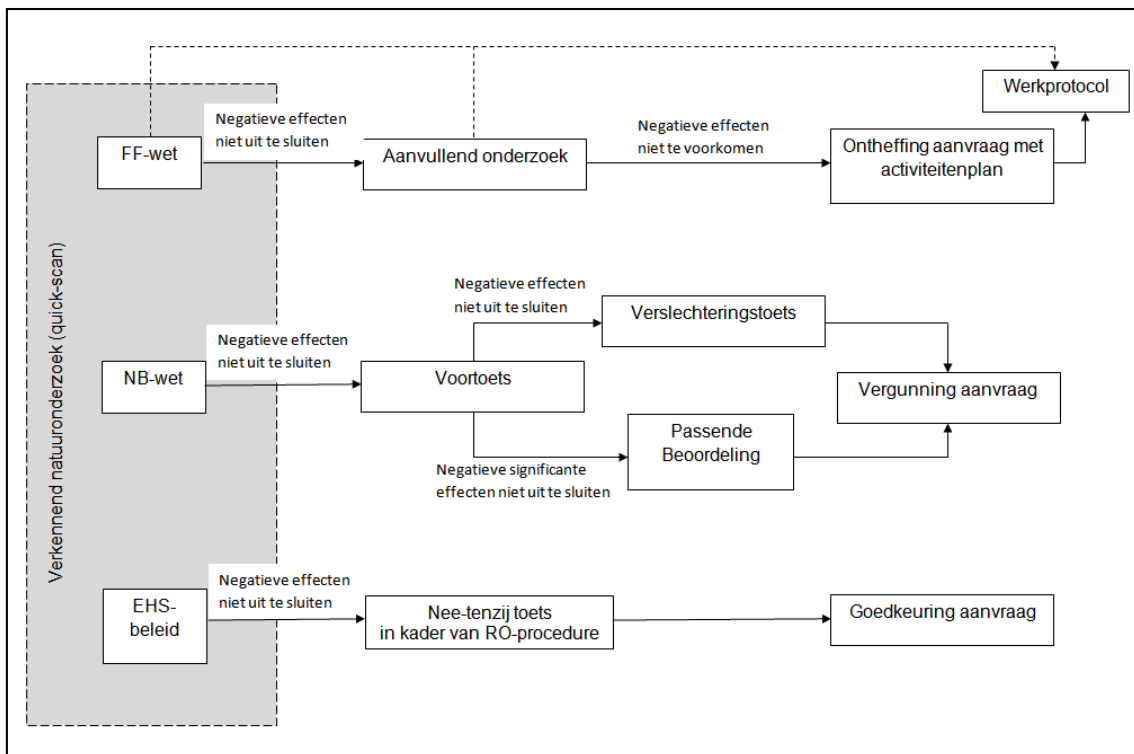 Werkprotocol
Negatieve effecten
niet uit te sluiten
FF-wet
Aanvullend onderzoek
Negatieve effecten
niet te voorkomen
Ontheffing aanvraag met
activiteitenplan
Verkennend natuuronderzoek (quick-scan)
Negatieve effecten
niet uit te sluiten
NB-wet
Voortoets
Negatieve effecten
niet uit te sluiten
Verslechteringstoets
Negatieve significante
effecten niet uit te sluiten
Passende
Beoordeling
Vergunning aanvraag
Negatieve effecten
niet uit te sluiten
EHS-
beleid
Nee-tenzij toets
in kader van RO-procedure
Goedkeuring aanvraag